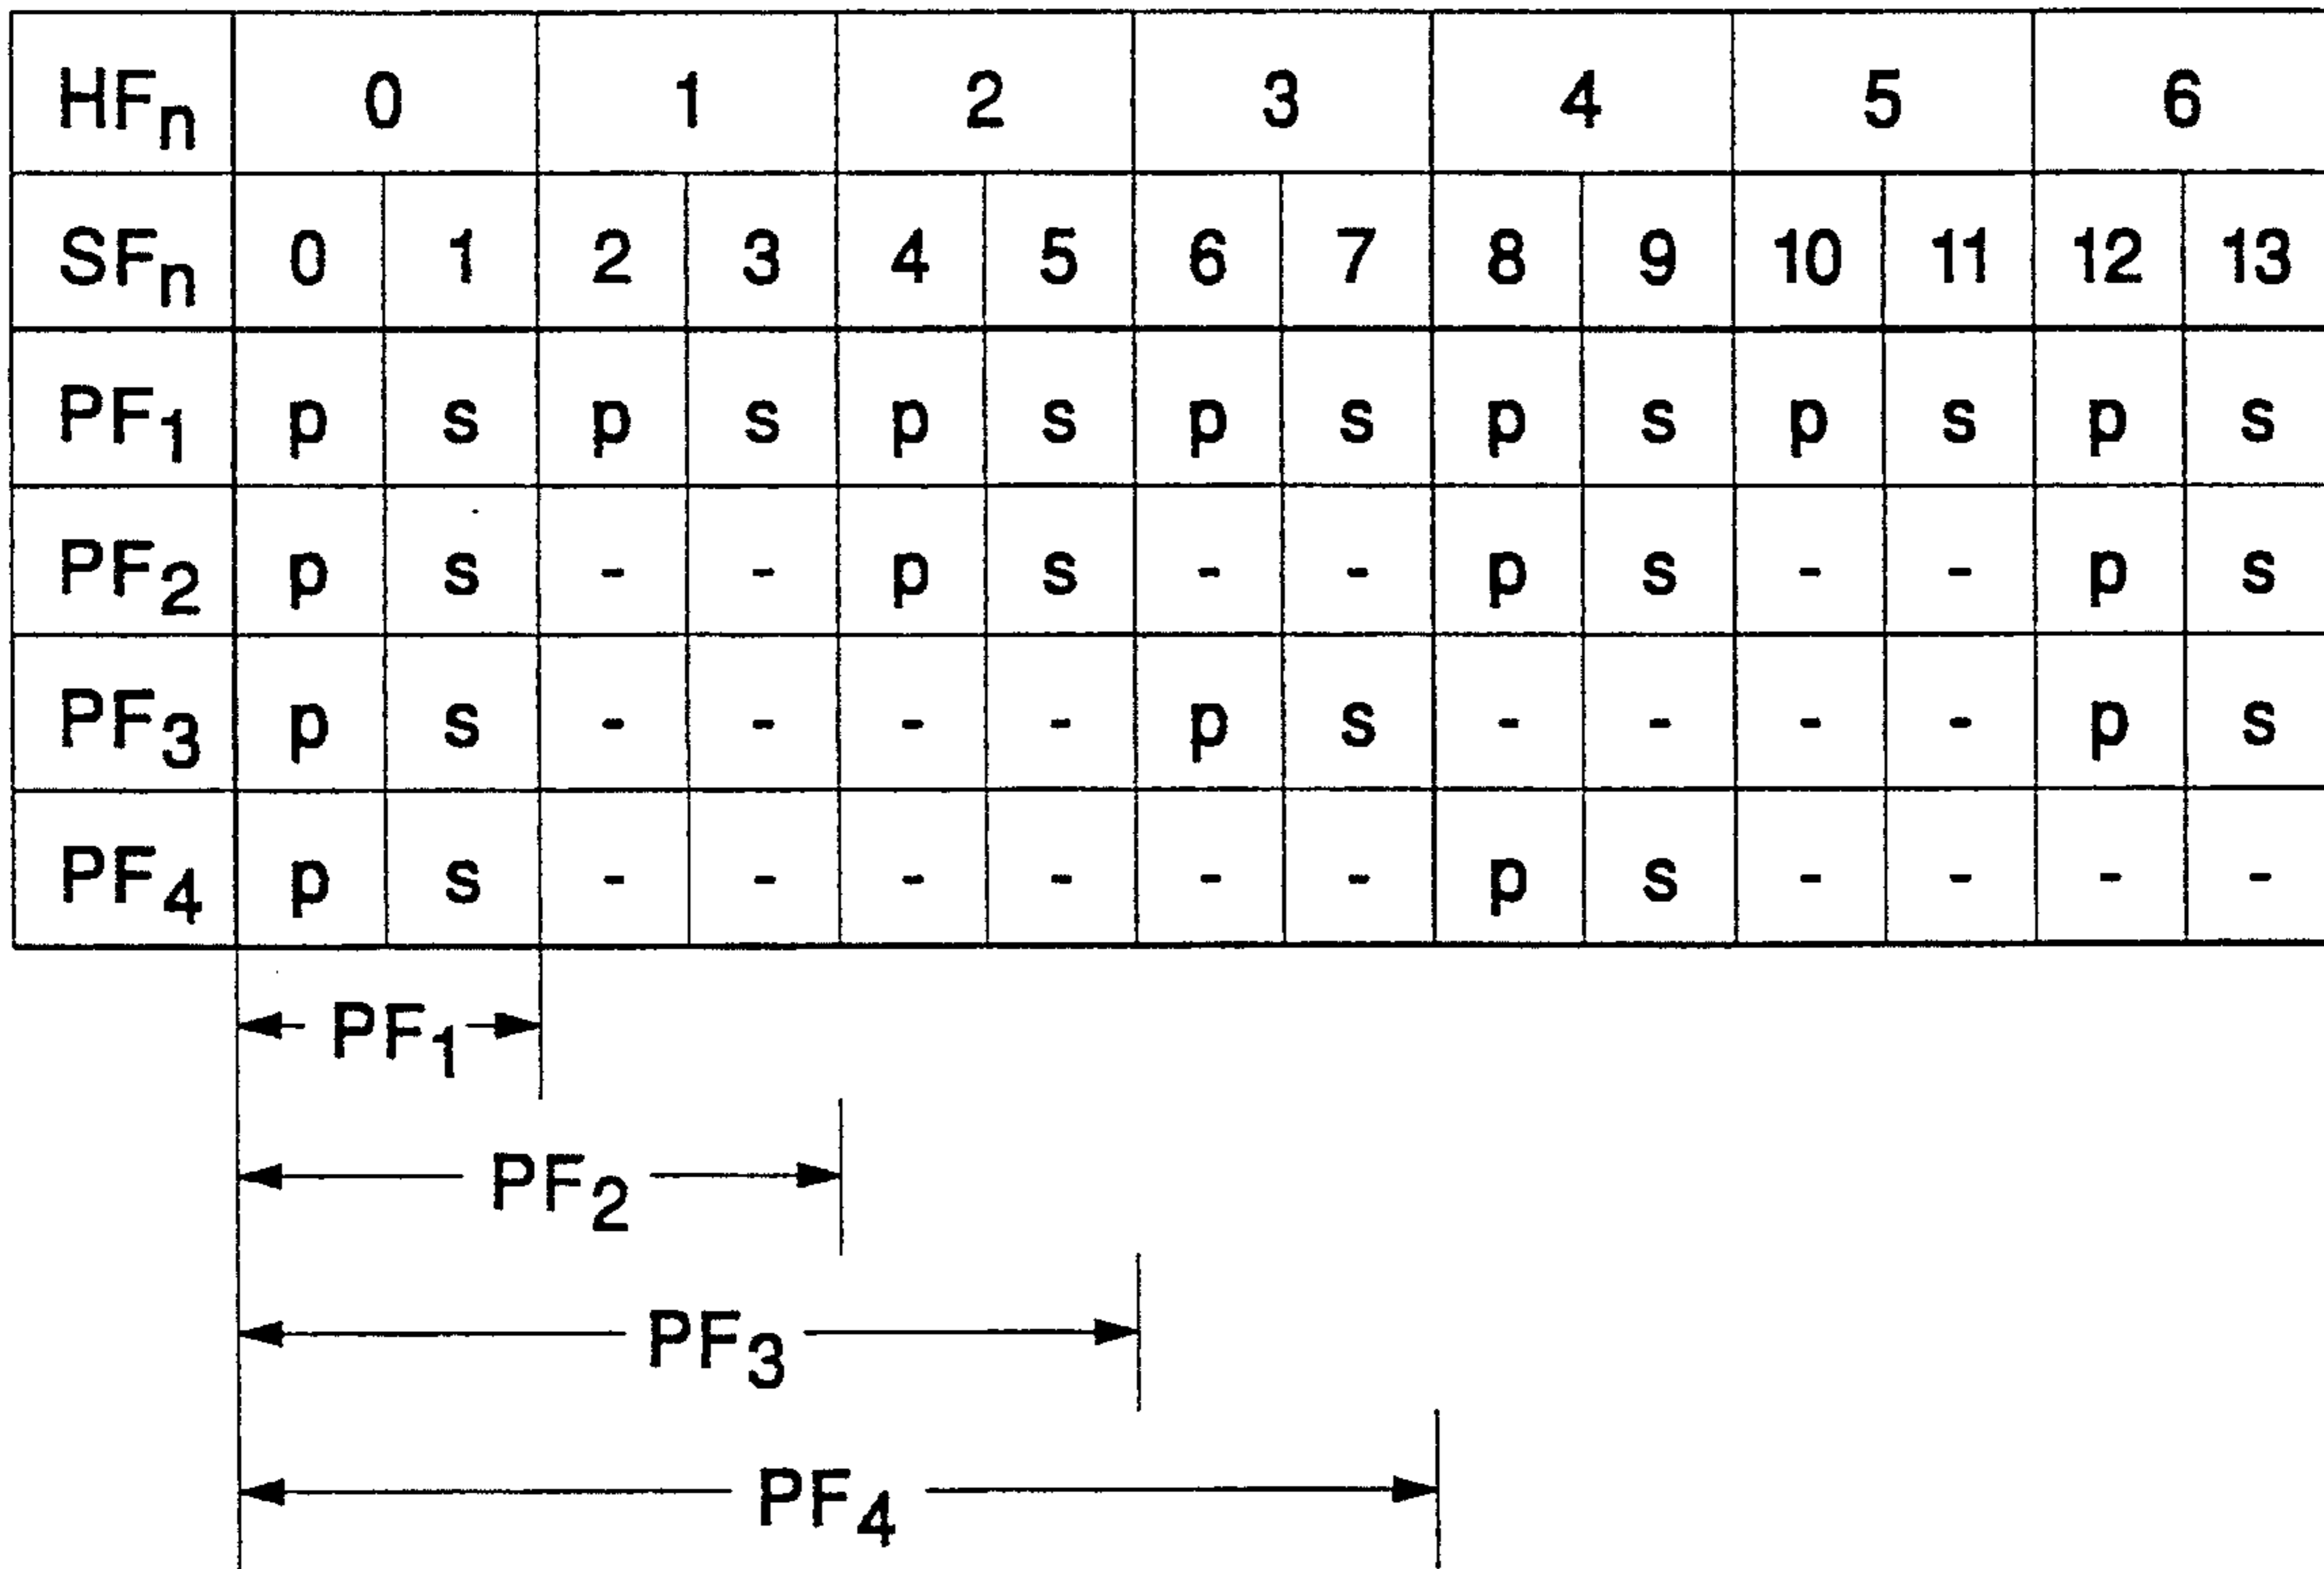 HFn 0 1 2 3 4 5 6
SFn 0 1 2 3 4 5 6 7 8 9 10 11 12 13
PF1 p s p s p s p s p s p s p s
PF2 p s - - p s - - p s - - p s
PF3 p s - - - - p s - - - - p s
PF4 p s - - - - - - p s - - - -
PF1
PF2
PF3
PF4